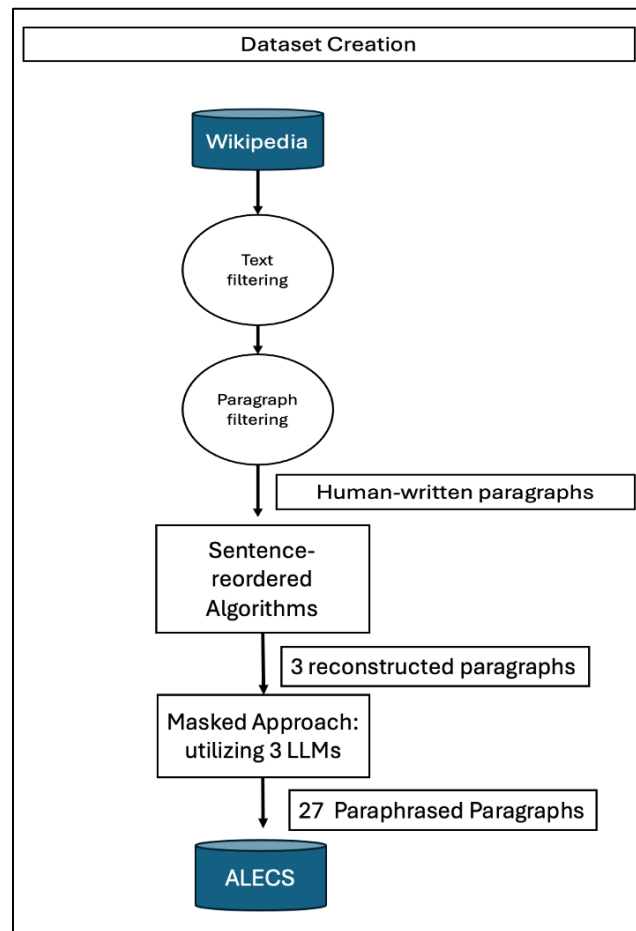 Dataset Creation
Wikipedia
Text
filtering
Paragraph
filtering
Human-written paragraphs
Sentence-
reordered
Algorithms
3 reconstructed paragraphs
Masked Approach:
utilizing 3 LLMs
27 Paraphrased Paragraphs
ALECS